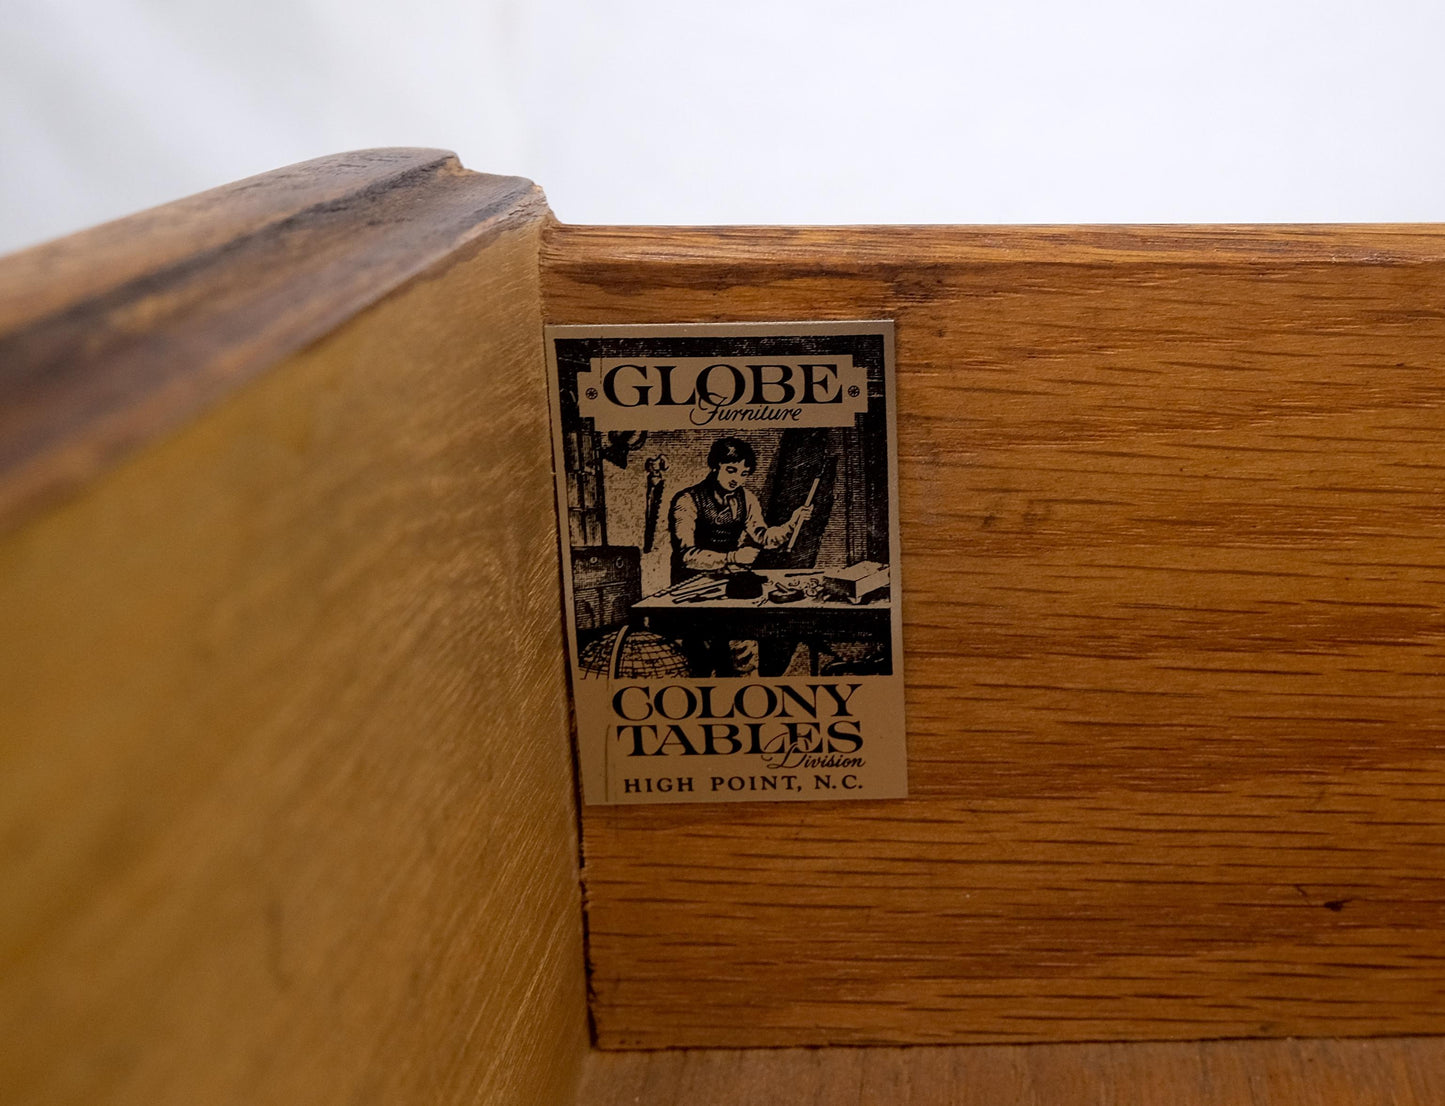 GLOBE
Furniture
COLONY
TABLES
Division
HIGH POINT, N.C.